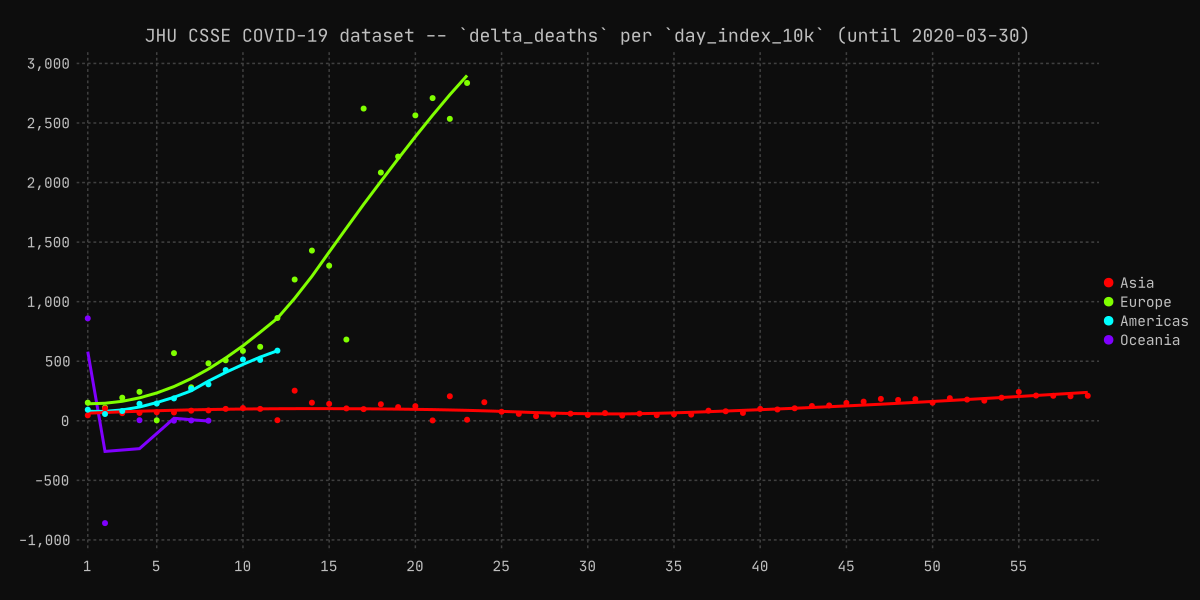 JHU CSSE COVID-19 dataset -- `delta_deaths` per `day_index_10k` (until 2020-03-30)
3,000
2,500
2,000
1,500
1,000
500
0
-500
-1,000
1 5 10 15 20 25 30 35 40 45 50 55
Asia
Europe
Americas
Oceania